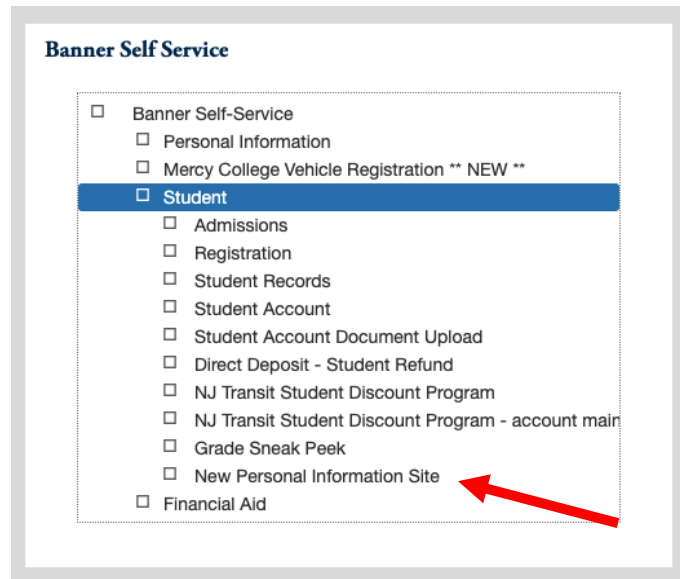 Banner Self Service
Banner Self-Service
Personal Information
Mercy College Vehicle Registration ** NEW **
Student
Admissions
Registration
Student Records
Student Account
Student Account Document Upload
Direct Deposit - Student Refund
NJ Transit Student Discount Program
NJ Transit Student Discount Program - account
Grade Sneak Peek
New Personal Information Site
Financial Aid